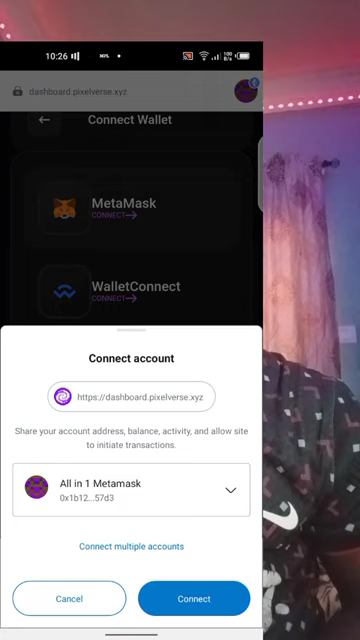 10:26
dashboard.pixelverse.xyz
Connect Wallet
MetaMask
CONNECT
WalletConnect
CONNECT
Connect account
https://dashboard.pixelverse.xyz
Share your account address, balance, activity, and allow site
to initiate transactions.
All in 1 Metamask
0x1b12...57d3
Connect multiple accounts
Cancel
Connect